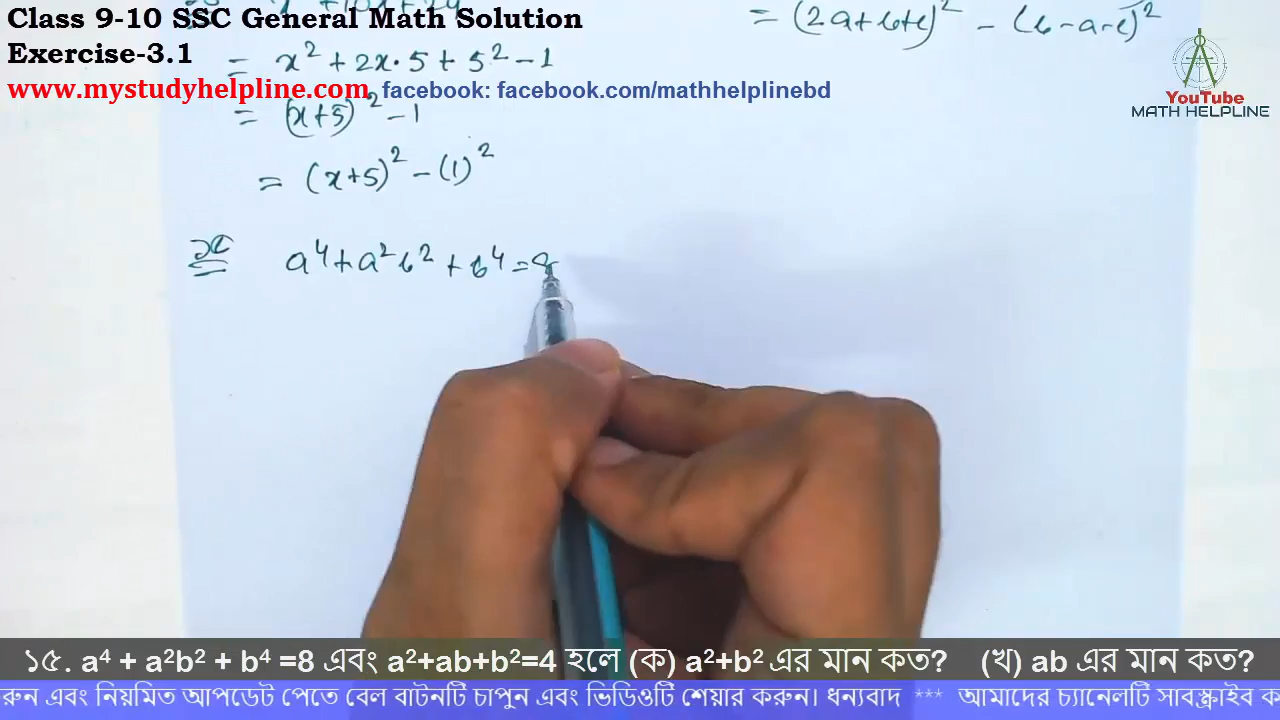 Class 9-10 SSC General Math Solution
Exercise-3.1
www.mystudyhelpline.com facebook: facebook.com/mathhelplinebd
YouTube
MATH HELPLINE
= x² + 2x·5 + 5² - 1
= (x+5)² - 1
= (x+5)² - (1)²
= (2a+b+c)² - (b-a-c)²
a⁴+a²b²+b⁴=8
১৫. a⁴ + a²b² + b⁴ =8 এবং a²+ab+b²=4 হলে (ক) a²+b² এর মান কত? (খ) ab এর মান কত?
রুন এবং নিয়মিত আপডেট পেতে বেল বাটনটি চাপুন এবং ভিডিওটি শেয়ার করুন। ধন্যবাদ *** আমাদের চ্যানেলটি সাবস্ক্রাইব ক